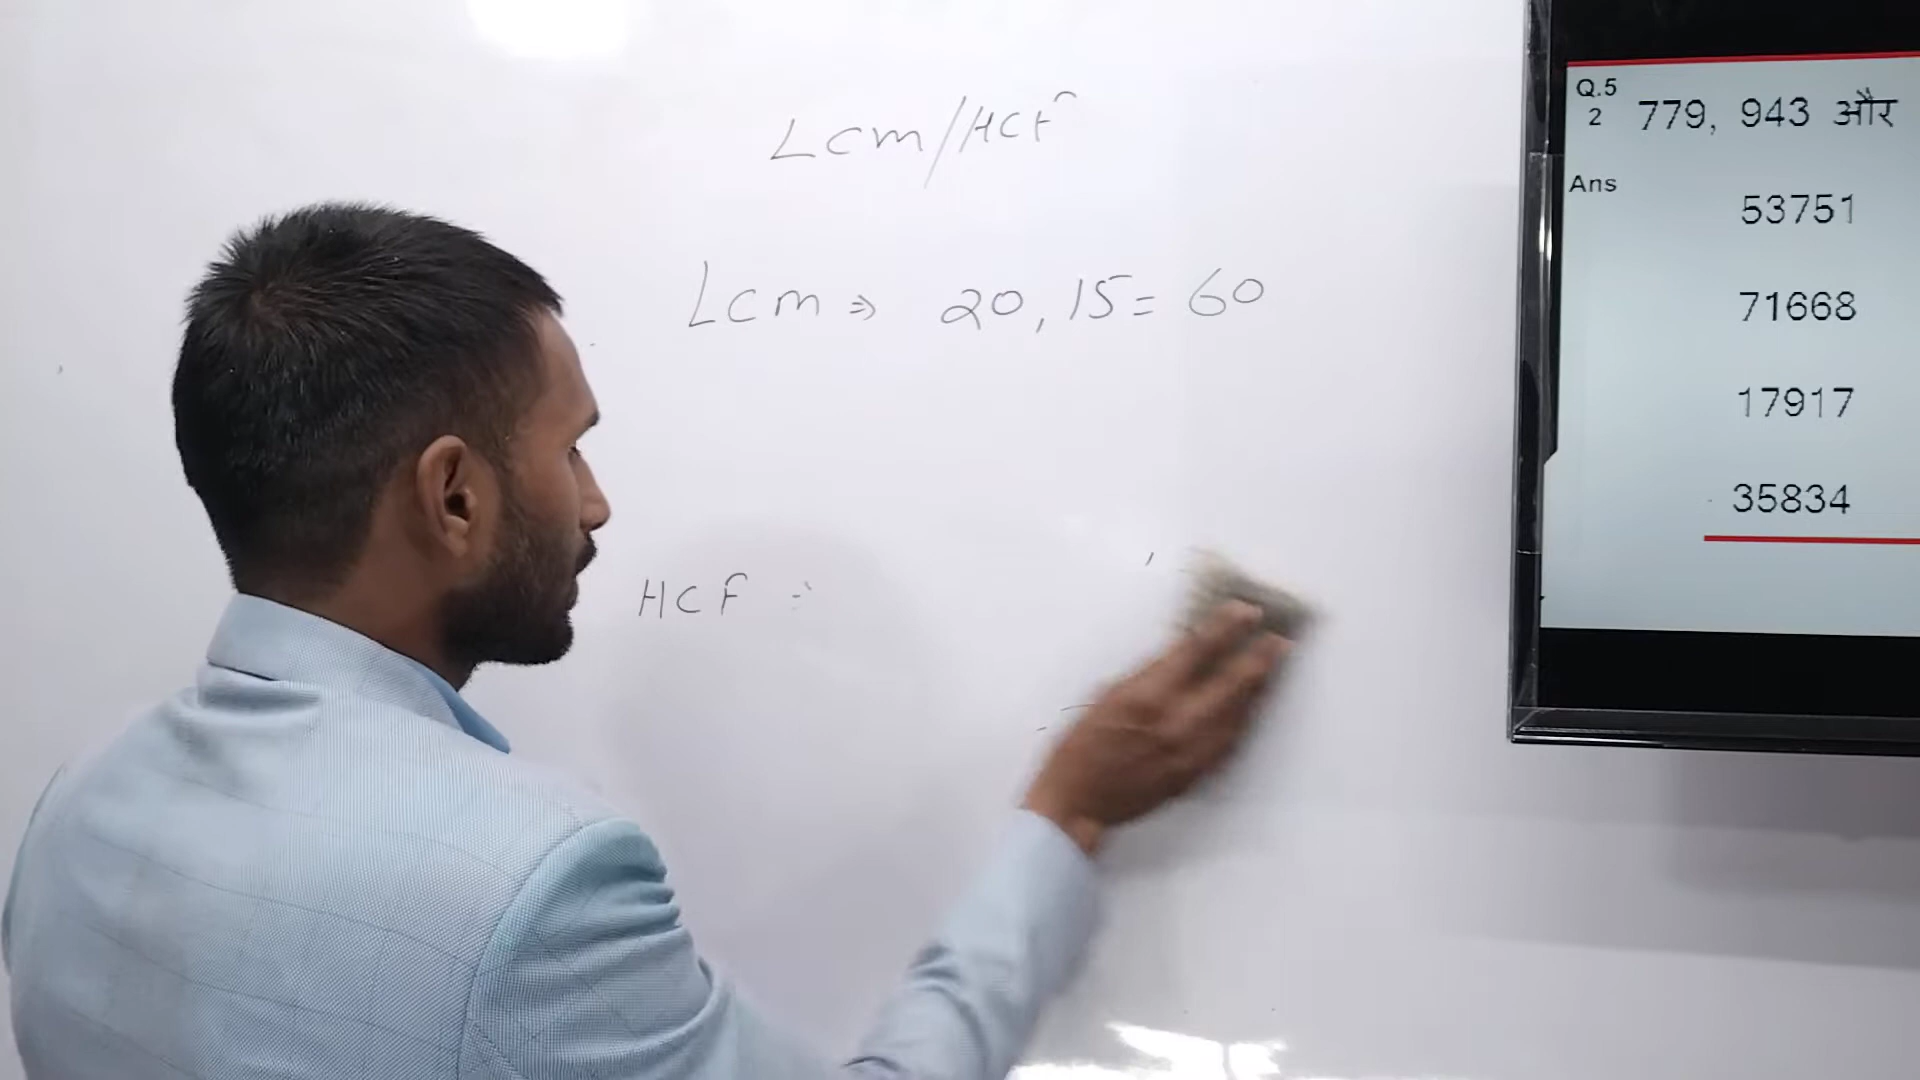 Lcm/HCF
Lcm ⇒ 20, 15 = 60
HCF
Q.5
2
779, 943 और
Ans
53751
71668
17917
35834